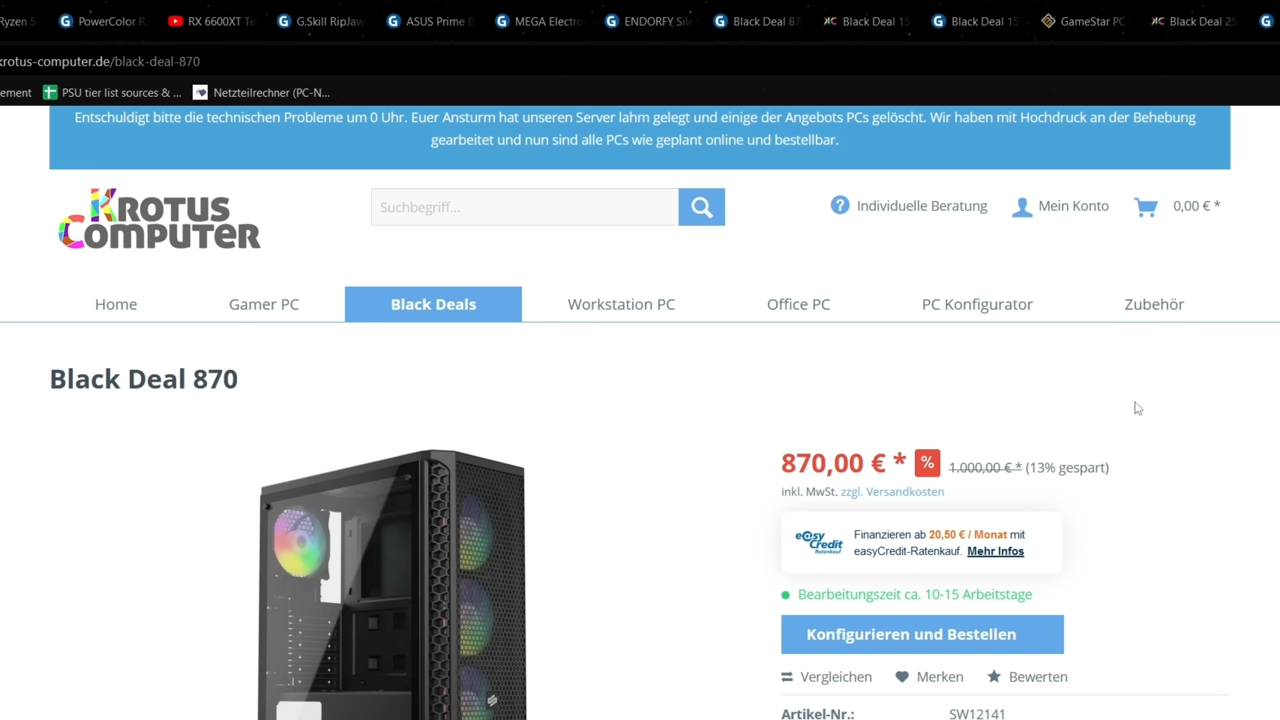 Ryzen 5
PowerColor R
RX 6600XT Te
G.Skill RipJaw
ASUS Prime B
MEGA Electro
ENDORFY Sile
Black Deal 87
Black Deal 15
Black Deal 15
GameStar PC
Black Deal 25
krotus-computer.de/black-deal-870
ement
PSU tier list sources & ...
Netzteilrechner (PC-N...
Entschuldigt bitte die technischen Probleme um 0 Uhr. Euer Ansturm hat unseren Server lahm gelegt und einige der Angebots PCs gelöscht. Wir haben mit Hochdruck an der Behebung
gearbeitet und nun sind alle PCs wie geplant online und bestellbar.
KROTUS
COMPUTER
Suchbegriff...
Individuelle Beratung
Mein Konto
0,00 € *
Home
Gamer PC
Black Deals
Workstation PC
Office PC
PC Konfigurator
Zubehör
Black Deal 870
870,00 € * % 1.000,00 € * (13% gespart)
inkl. MwSt. zzgl. Versandkosten
easy Credit Ratenkauf
Finanzieren ab 20,50 € / Monat mit
easyCredit-Ratenkauf. Mehr Infos
Bearbeitungszeit ca. 10-15 Arbeitstage
Konfigurieren und Bestellen
Vergleichen
Merken
Bewerten
Artikel-Nr.: SW12141